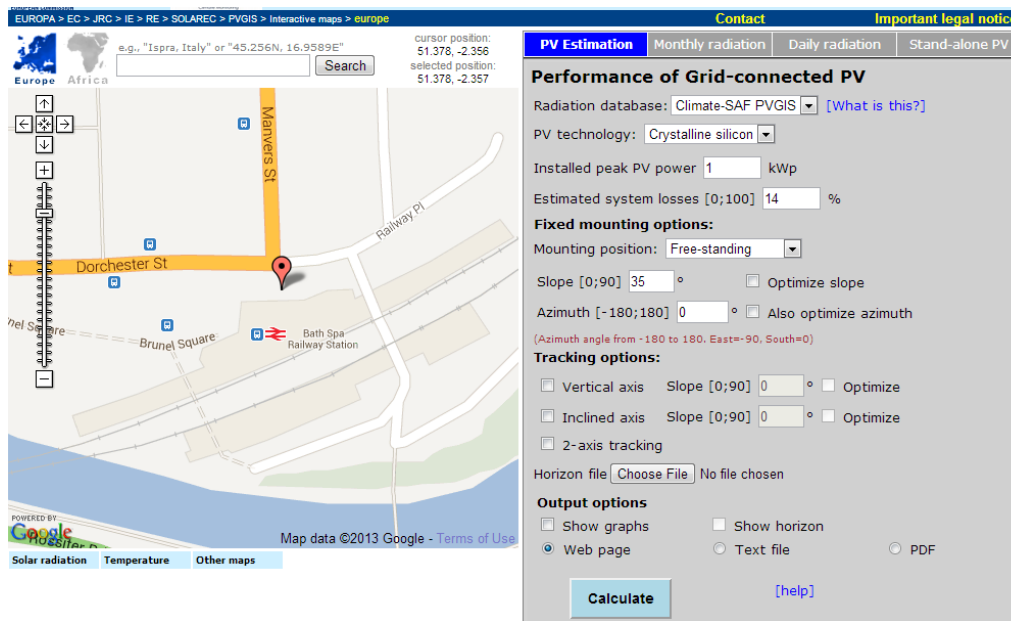 EUROPA > EC > JRC > IE > RE > SOLAREC > PVGIS > Interactive maps > europe
Contact
Important legal notice
Europe
Africa
e.g., "Ispra, Italy" or "45.256N, 16.9589E"
Search
cursor position:
51.378, -2.356
selected position:
51.378, -2.357
Manvers St
Railway Pl
Dorchester St
Brunel Square
Bath Spa
Railway Station
POWERED BY
Google
Map data ©2013 Google - Terms of Use
Solar radiation Temperature Other maps
PV Estimation Monthly radiation Daily radiation Stand-alone PV
Performance of Grid-connected PV
Radiation database: Climate-SAF PVGIS [What is this?]
PV technology: Crystalline silicon
Installed peak PV power 1 kWp
Estimated system losses [0;100] 14 %
Fixed mounting options:
Mounting position: Free-standing
Slope [0;90] 35 ° Optimize slope
Azimuth [-180;180] 0 ° Also optimize azimuth
(Azimuth angle from -180 to 180. East=-90, South=0)
Tracking options:
Vertical axis Slope [0;90] 0 ° Optimize
Inclined axis Slope [0;90] 0 ° Optimize
2-axis tracking
Horizon file Choose File No file chosen
Output options
Show graphs Show horizon
Web page Text file PDF
Calculate [help]